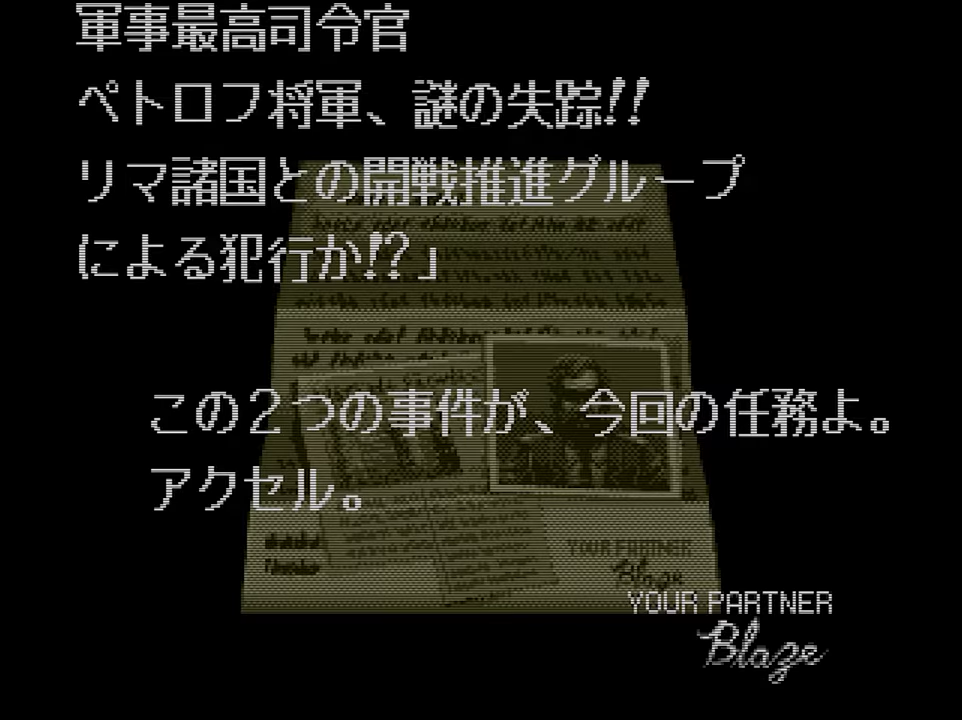 軍事最高司令官
ペトロフ将軍、謎の失踪!!
リマ諸国との開戦推進グループ
による犯行か!?」
この2つの事件が、今回の任務よ。
アクセル。
YOUR PARTNER
Blaze
YOUR PARTNER
Blaze